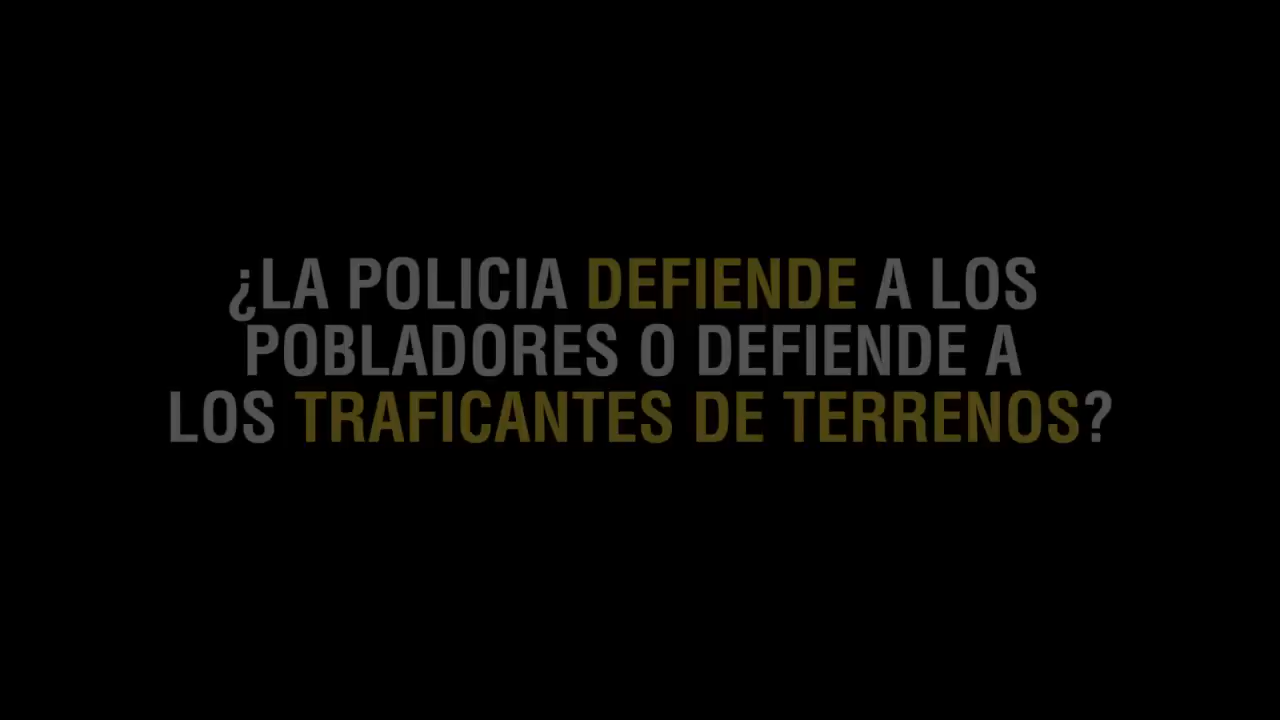 ¿LA POLICIA DEFIENDE A LOS
POBLADORES O DEFIENDE A
LOS TRAFICANTES DE TERRENOS?